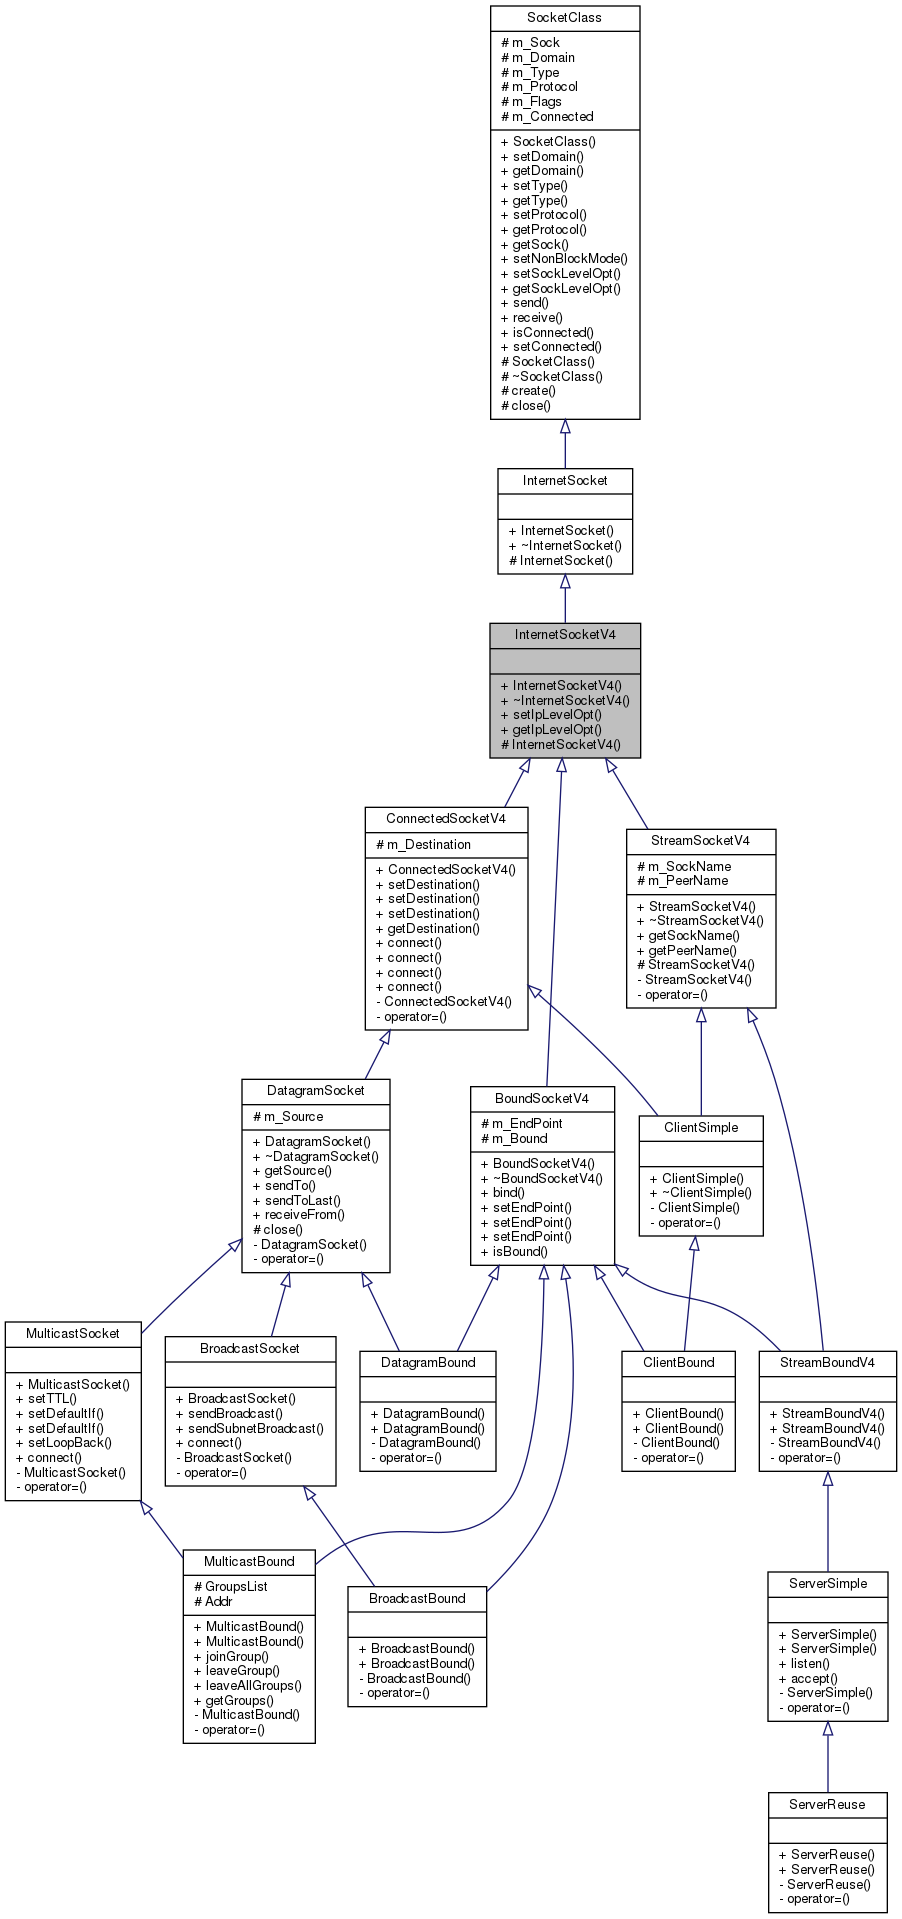 SocketClass
# m_Sock
# m_Domain
# m_Type
# m_Protocol
# m_Flags
# m_Connected
+ SocketClass()
+ setDomain()
+ getDomain()
+ setType()
+ getType()
+ setProtocol()
+ getProtocol()
+ getSock()
+ setNonBlockMode()
+ setSockLevelOpt()
+ getSockLevelOpt()
+ send()
+ receive()
+ isConnected()
+ setConnected()
# SocketClass()
# ~SocketClass()
# create()
# close()
InternetSocket
+ InternetSocket()
+ ~InternetSocket()
# InternetSocket()
InternetSocketV4
+ InternetSocketV4()
+ ~InternetSocketV4()
+ setIpLevelOpt()
+ getIpLevelOpt()
# InternetSocketV4()
ConnectedSocketV4
# m_Destination
+ ConnectedSocketV4()
+ setDestination()
+ setDestination()
+ setDestination()
+ getDestination()
+ connect()
+ connect()
+ connect()
+ connect()
- ConnectedSocketV4()
- operator=()
StreamSocketV4
# m_SockName
# m_PeerName
+ StreamSocketV4()
+ ~StreamSocketV4()
+ getSockName()
+ getPeerName()
# StreamSocketV4()
- StreamSocketV4()
- operator=()
DatagramSocket
# m_Source
+ DatagramSocket()
+ ~DatagramSocket()
+ getSource()
+ sendTo()
+ sendToLast()
+ receiveFrom()
# close()
- DatagramSocket()
- operator=()
BoundSocketV4
# m_EndPoint
# m_Bound
+ BoundSocketV4()
+ ~BoundSocketV4()
+ bind()
+ setEndPoint()
+ setEndPoint()
+ setEndPoint()
+ isBound()
ClientSimple
+ ClientSimple()
+ ~ClientSimple()
- ClientSimple()
- operator=()
MulticastSocket
+ MulticastSocket()
+ setTTL()
+ setDefaultIf()
+ setDefaultIf()
+ setLoopBack()
+ connect()
- MulticastSocket()
- operator=()
BroadcastSocket
+ BroadcastSocket()
+ sendBroadcast()
+ sendSubnetBroadcast()
+ connect()
- BroadcastSocket()
- operator=()
DatagramBound
+ DatagramBound()
+ DatagramBound()
- DatagramBound()
- operator=()
ClientBound
+ ClientBound()
+ ClientBound()
- ClientBound()
- operator=()
StreamBoundV4
+ StreamBoundV4()
+ StreamBoundV4()
- StreamBoundV4()
- operator=()
MulticastBound
# GroupsList
# Addr
+ MulticastBound()
+ MulticastBound()
+ joinGroup()
+ leaveGroup()
+ leaveAllGroups()
+ getGroups()
- MulticastBound()
- operator=()
BroadcastBound
+ BroadcastBound()
+ BroadcastBound()
- BroadcastBound()
- operator=()
ServerSimple
+ ServerSimple()
+ ServerSimple()
+ listen()
+ accept()
- ServerSimple()
- operator=()
ServerReuse
+ ServerReuse()
+ ServerReuse()
- ServerReuse()
- operator=()